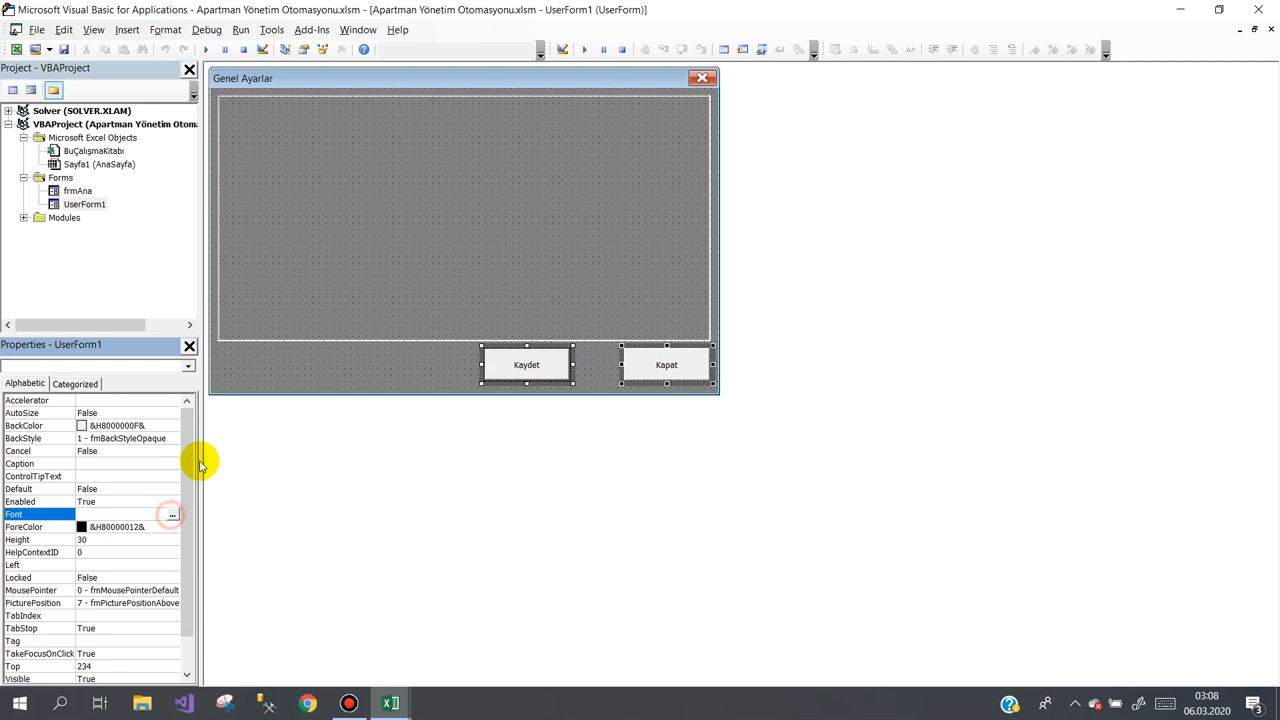 Microsoft Visual Basic for Applications - Apartman Yönetim Otomasyonu.xlsm - [Apartman Yönetim Otomasyonu.xlsm - UserForm1 (UserForm)]
File Edit View Insert Format Debug Run Tools Add-Ins Window Help
Project - VBAProject
Solver (SOLVER.XLAM)
VBAProject (Apartman Yönetim Otoma
Microsoft Excel Objects
BuÇalışmaKitabı
Sayfa1 (AnaSayfa)
Forms
frmAna
UserForm1
Modules
Genel Ayarlar
Kaydet Kapat
Properties - UserForm1
Alphabetic Categorized
Accelerator
AutoSize False
BackColor &H8000000F&
BackStyle 1 - fmBackStyleOpaque
Cancel False
Caption
ControlTipText
Default False
Enabled True
Font ...
ForeColor &H80000012&
Height 30
HelpContextID 0
Left
Locked False
MousePointer 0 - fmMousePointerDefault
PicturePosition 7 - fmPicturePositionAbove
TabIndex
TabStop True
Tag
TakeFocusOnClick True
Top 234
Visible True
03:08
06.03.2020
3